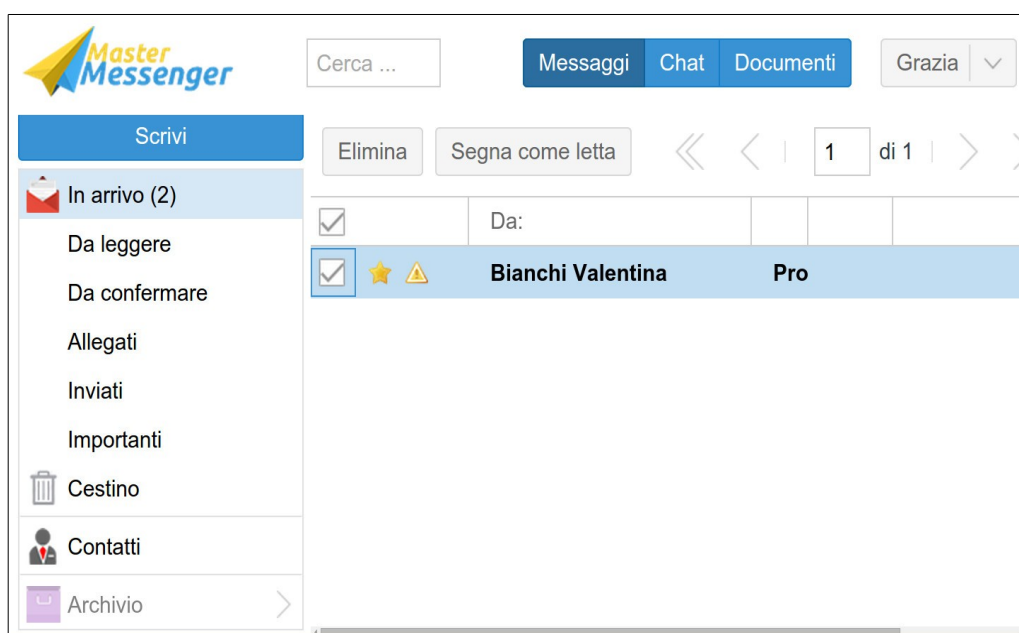 Master
Messenger
Cerca ...
Messaggi Chat Documenti
Grazia
Scrivi
Elimina Segna come letta 1 di 1
In arrivo (2)
Da:
Da leggere
Bianchi Valentina Pro
Da confermare
Allegati
Inviati
Importanti
Cestino
Contatti
Archivio